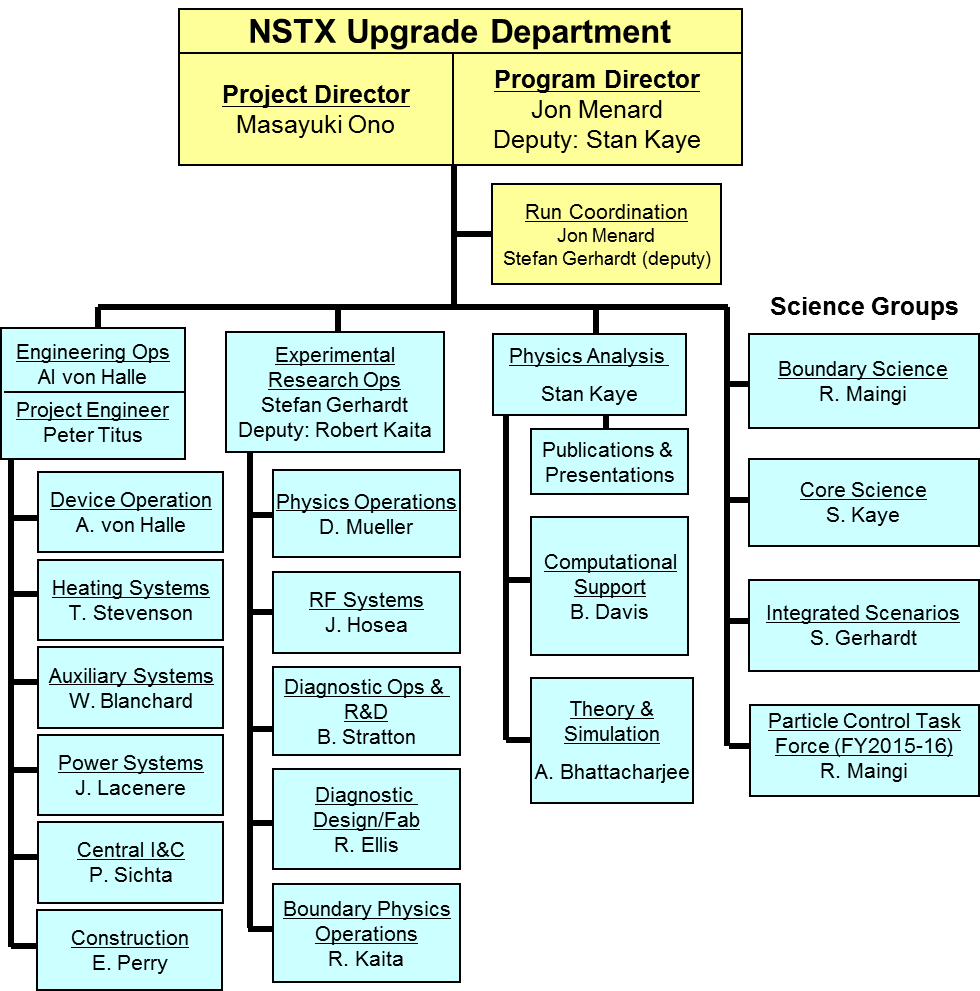 NSTX Upgrade Department
Project Director
Masayuki Ono
Program Director
Jon Menard
Deputy: Stan Kaye
Run Coordination
Jon Menard
Stefan Gerhardt (deputy)
Engineering Ops
Al von Halle
Project Engineer
Peter Titus
Device Operation
A. von Halle
Heating Systems
T. Stevenson
Auxiliary Systems
W. Blanchard
Power Systems
J. Lacenere
Central I&C
P. Sichta
Construction
E. Perry
Experimental
Research Ops
Stefan Gerhardt
Deputy: Robert Kaita
Physics Operations
D. Mueller
RF Systems
J. Hosea
Diagnostic Ops &
R&D
B. Stratton
Diagnostic
Design/Fab
R. Ellis
Boundary Physics
Operations
R. Kaita
Physics Analysis
Stan Kaye
Publications &
Presentations
Computational
Support
B. Davis
Theory &
Simulation
A. Bhattacharjee
Science Groups
Boundary Science
R. Maingi
Core Science
S. Kaye
Integrated Scenarios
S. Gerhardt
Particle Control Task
Force (FY2015-16)
R. Maingi